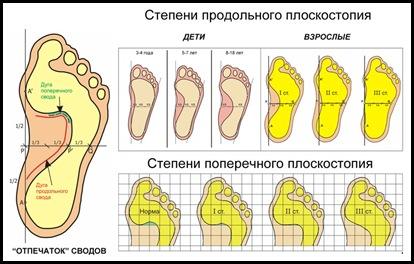 Степени продольного плоскостопия
ДЕТИ
ВЗРОСЛЫЕ
3-4 года
5-7 лет
8-18 лет
I ст.
II ст.
III ст.
A'
Дуга
поперечного
свода
1/2
1/3
1/3
1/3
P
P'
1/2
Дуга
продольного
свода
A
"ОТПЕЧАТОК" СВОДОВ
Степени поперечного плоскостопия
Норма
I ст.
II ст.
III ст.